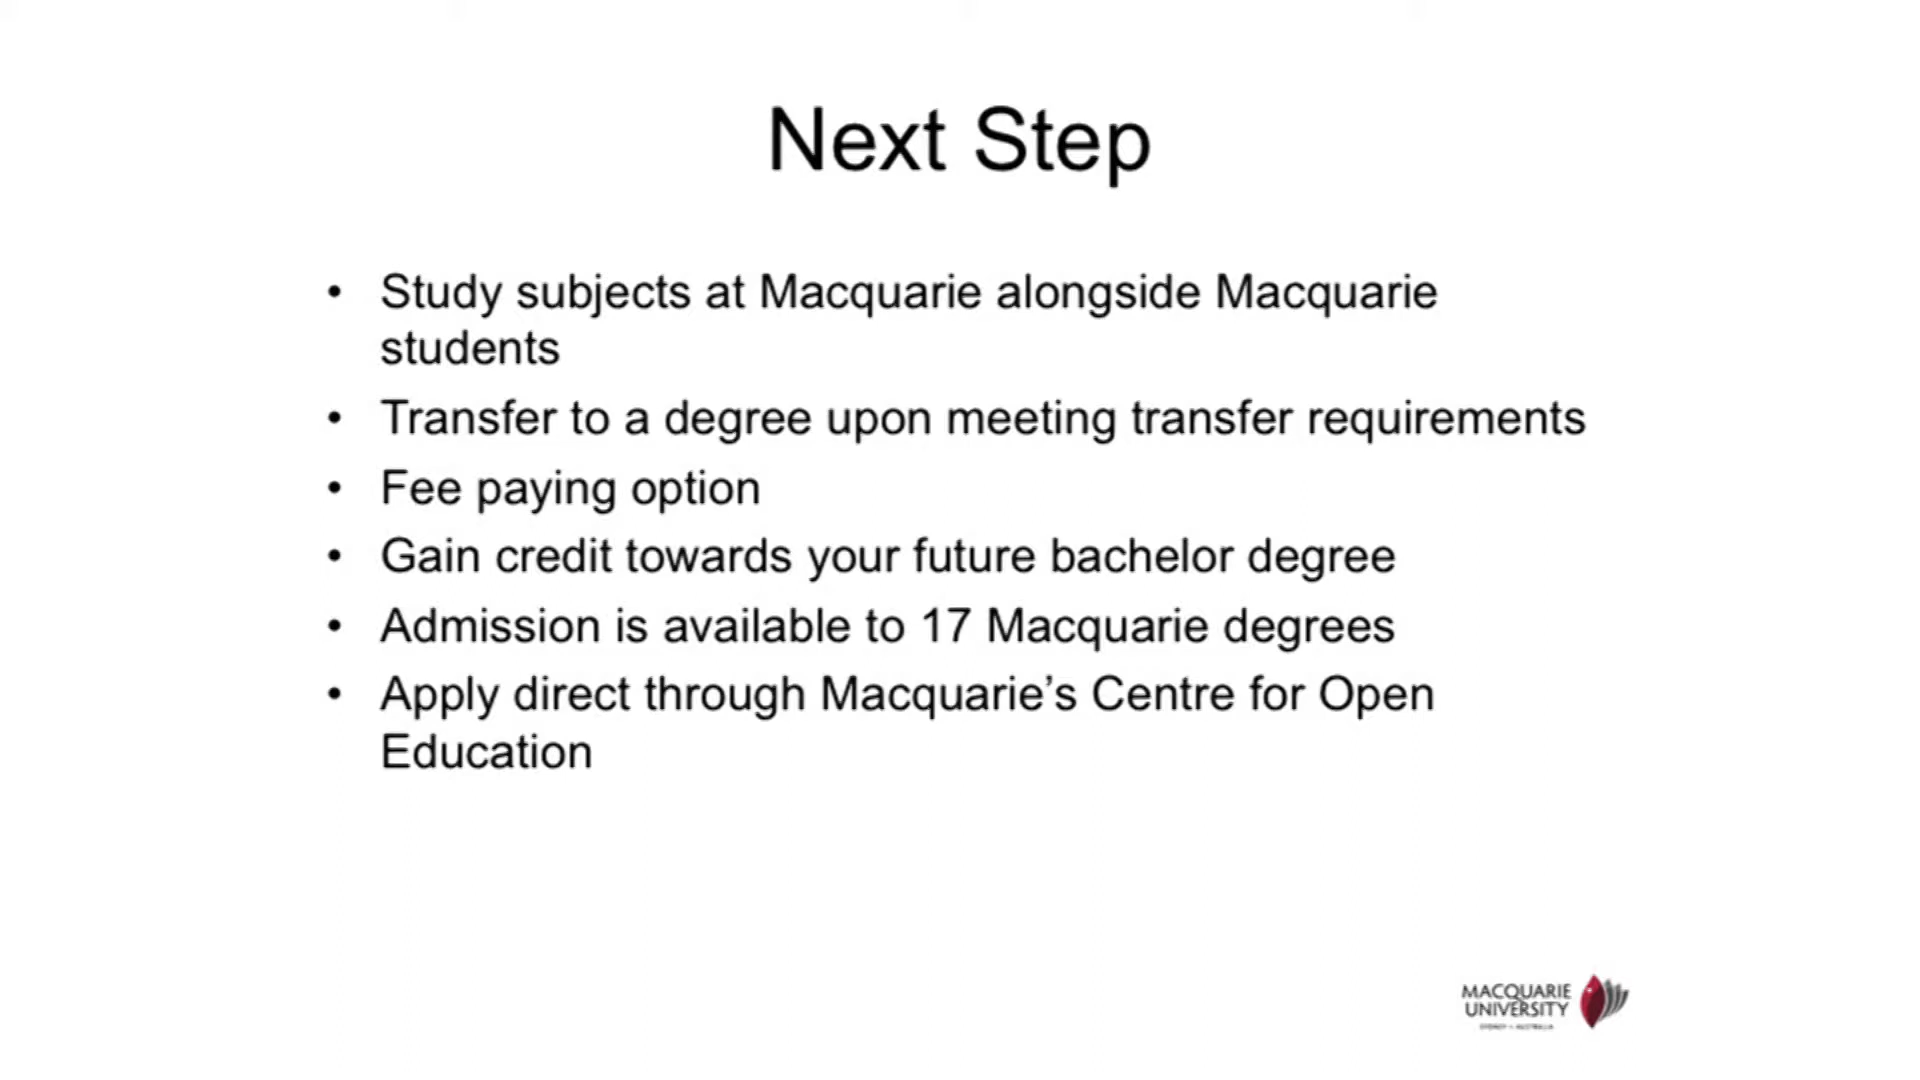 Next Step
• Study subjects at Macquarie alongside Macquarie
students
• Transfer to a degree upon meeting transfer requirements
• Fee paying option
• Gain credit towards your future bachelor degree
• Admission is available to 17 Macquarie degrees
• Apply direct through Macquarie’s Centre for Open
Education
MACQUARIE
UNIVERSITY
SYDNEY • AUSTRALIA